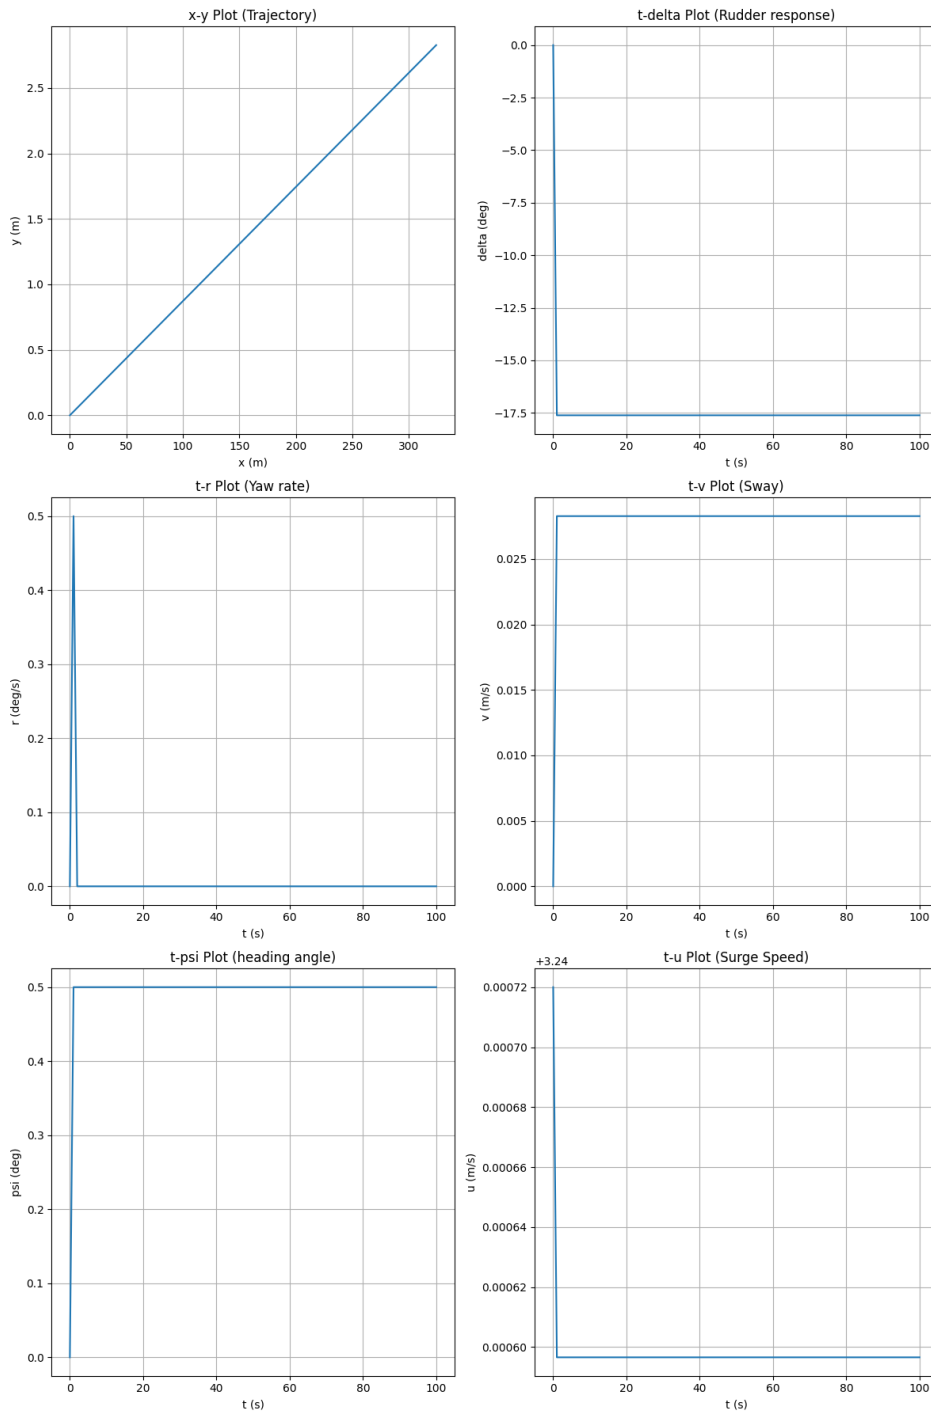 x-y Plot (Trajectory)
y (m)
2.5
2.0
1.5
1.0
0.5
0.0
0 50 100 150 200 250 300
x (m)
t-delta Plot (Rudder response)
delta (deg)
0.0
−2.5
−5.0
−7.5
−10.0
−12.5
−15.0
−17.5
0 20 40 60 80 100
t (s)
t-r Plot (Yaw rate)
r (deg/s)
0.5
0.4
0.3
0.2
0.1
0.0
0 20 40 60 80 100
t (s)
t-v Plot (Sway)
v (m/s)
0.025
0.020
0.015
0.010
0.005
0.000
0 20 40 60 80 100
t (s)
t-psi Plot (heading angle)
psi (deg)
0.5
0.4
0.3
0.2
0.1
0.0
0 20 40 60 80 100
t (s)
t-u Plot (Surge Speed)
+3.24
u (m/s)
0.00072
0.00070
0.00068
0.00066
0.00064
0.00062
0.00060
0 20 40 60 80 100
t (s)